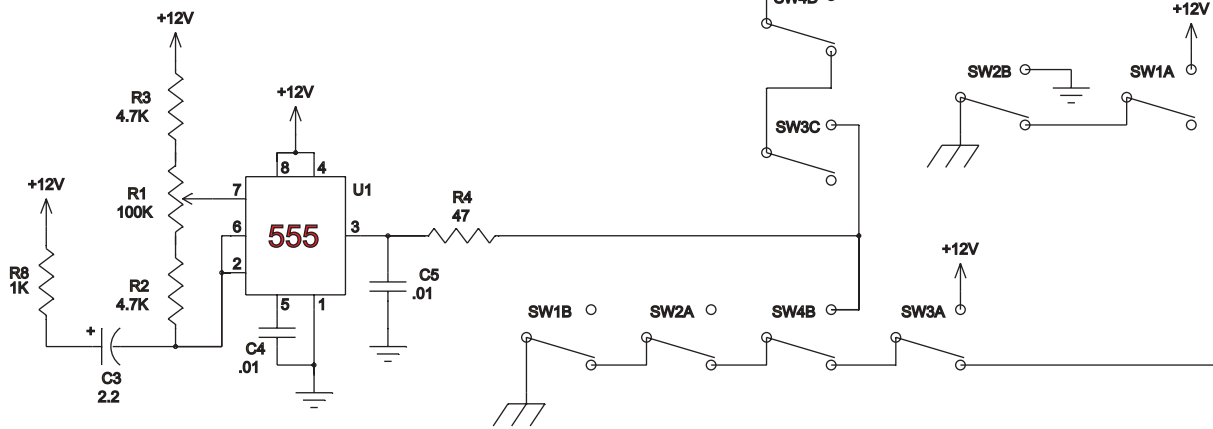 SW4D
+12V
+12V
SW2B
SW1A
R3
4.7K
+12V
SW3C
8
4
+12V
R1
100K
7
U1
R4
47
6
555
3
2
+12V
R8
1K
R2
4.7K
C5
.01
5
1
SW1B
SW2A
SW4B
SW3A
+
C4
.01
C3
2.2